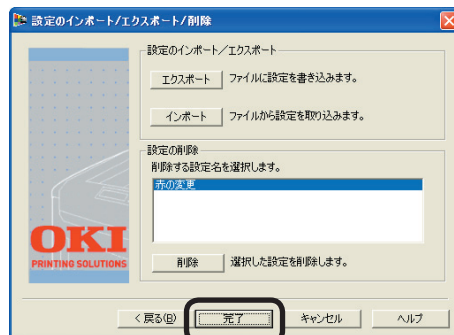 設定のインポート/エクスポート/削除
設定のインポート/エクスポート
エクスポート ファイルに設定を書き込みます。
インポート ファイルから設定を取り込みます。
設定の削除
削除する設定名を選択します。
赤の変更
削除 選択した設定を削除します。
OKI
PRINTING SOLUTIONS
< 戻る(B) 完了 キャンセル ヘルプ